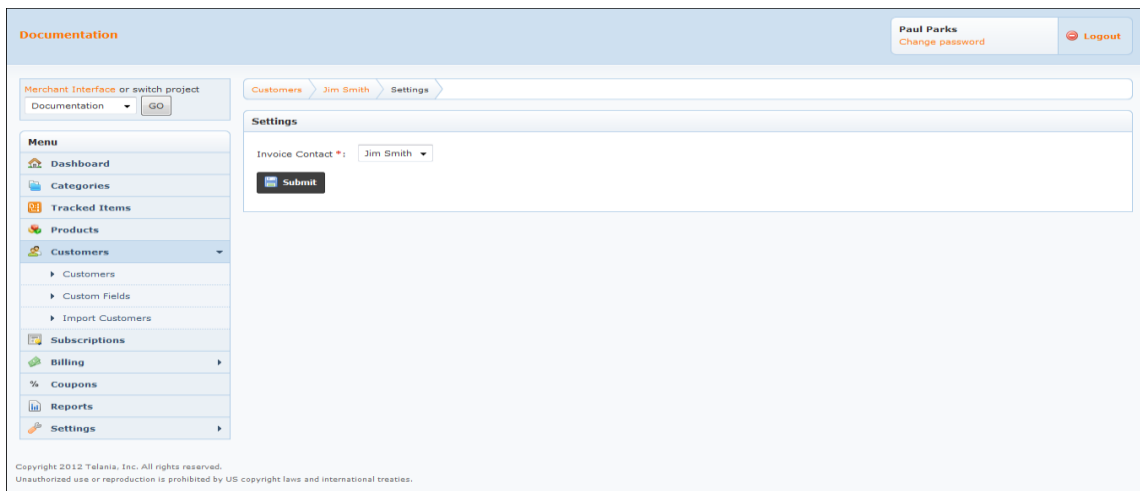 Documentation
Paul Parks
Change password
Logout
Merchant Interface or switch project
Documentation
GO
Menu
Dashboard
Categories
Tracked Items
Products
Customers
Customers
Custom Fields
Import Customers
Subscriptions
Billing
% Coupons
Reports
Settings
Customers Jim Smith Settings
Settings
Invoice Contact *: Jim Smith
Submit
Copyright 2012 Telania, Inc. All rights reserved.
Unauthorized use or reproduction is prohibited by US copyright laws and international treaties.